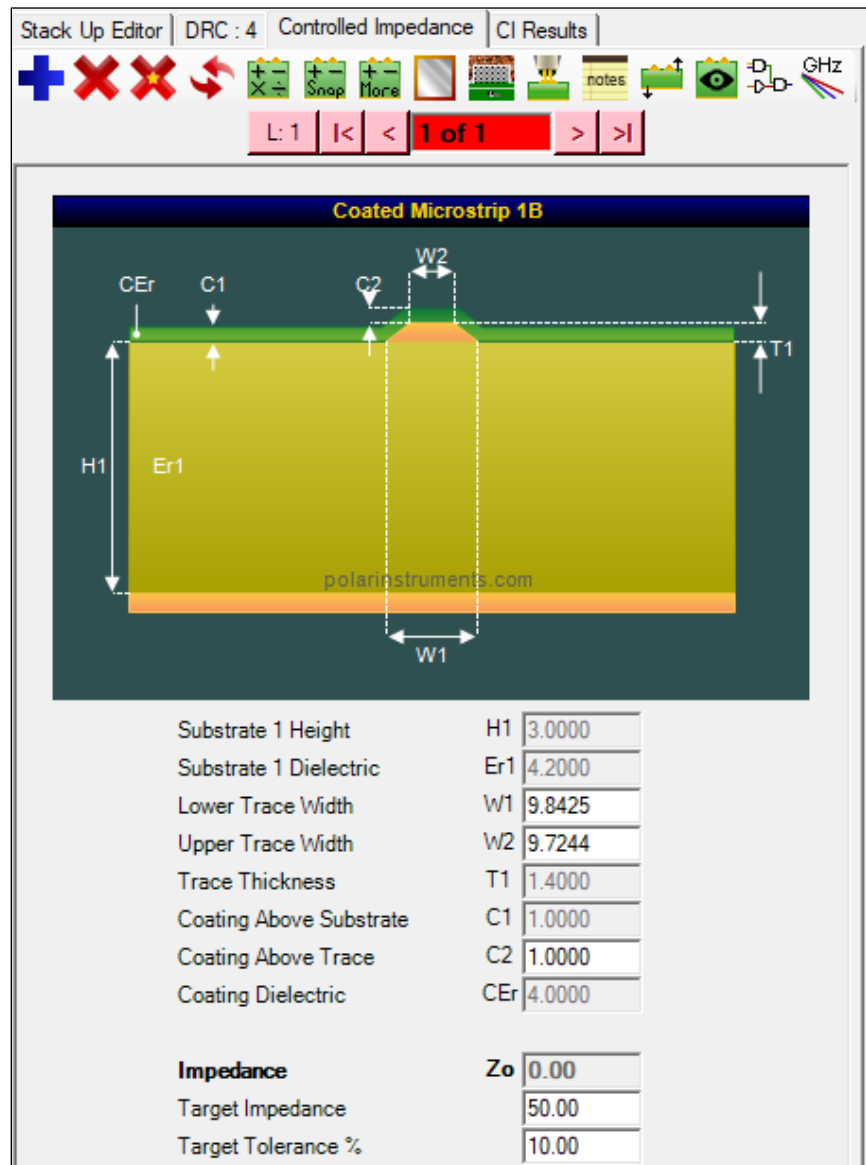 Stack Up Editor DRC : 4 Controlled Impedance CI Results
+ - × ÷ + - Snap + - More notes GHz
L: 1 |< < 1 of 1 > >|
Coated Microstrip 1B
W2
CEr C1 C2
T1
H1 Er1
polarinstruments.com
W1
Substrate 1 Height H1 3.0000
Substrate 1 Dielectric Er1 4.2000
Lower Trace Width W1 9.8425
Upper Trace Width W2 9.7244
Trace Thickness T1 1.4000
Coating Above Substrate C1 1.0000
Coating Above Trace C2 1.0000
Coating Dielectric CEr 4.0000
Impedance Zo 0.00
Target Impedance 50.00
Target Tolerance % 10.00